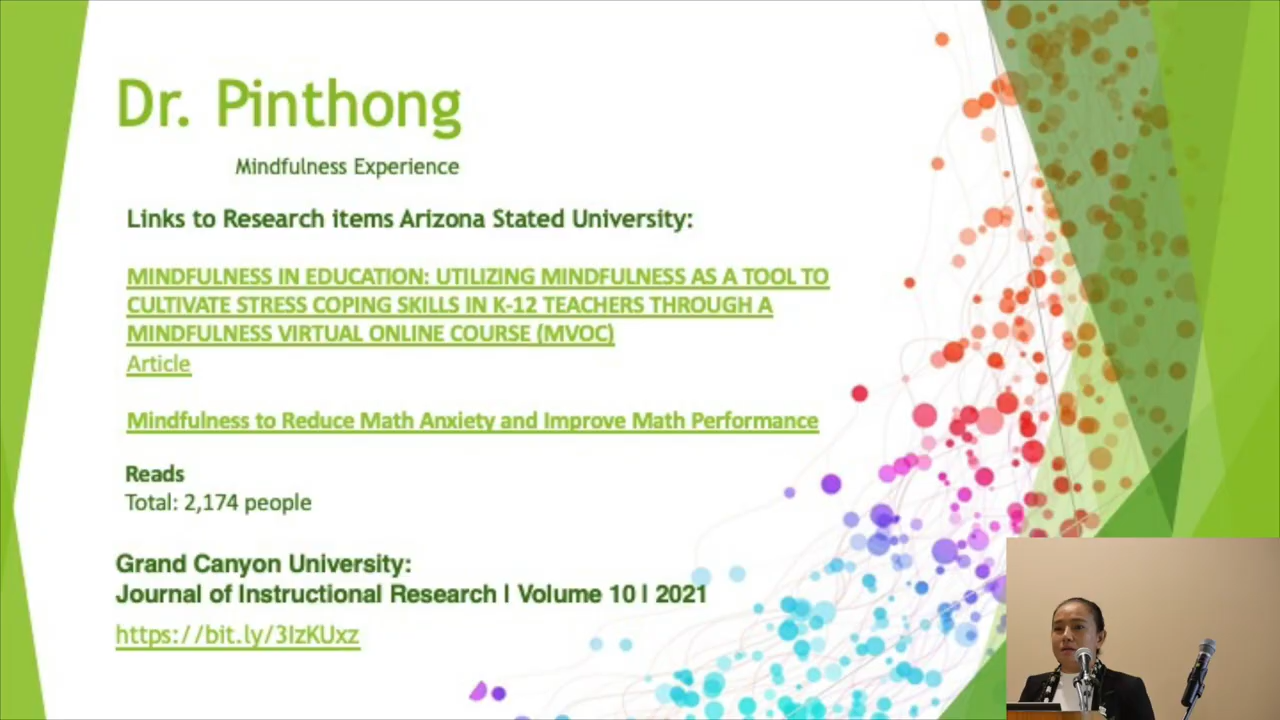 Dr. Pinthong
Mindfulness Experience
Links to Research items Arizona Stated University:
MINDFULNESS IN EDUCATION: UTILIZING MINDFULNESS AS A TOOL TO
CULTIVATE STRESS COPING SKILLS IN K-12 TEACHERS THROUGH A
MINDFULNESS VIRTUAL ONLINE COURSE (MVOC)
Article
Mindfulness to Reduce Math Anxiety and Improve Math Performance
Reads
Total: 2,174 people
Grand Canyon University:
Journal of Instructional Research | Volume 10 | 2021
https://bit.ly/3IzKUxz